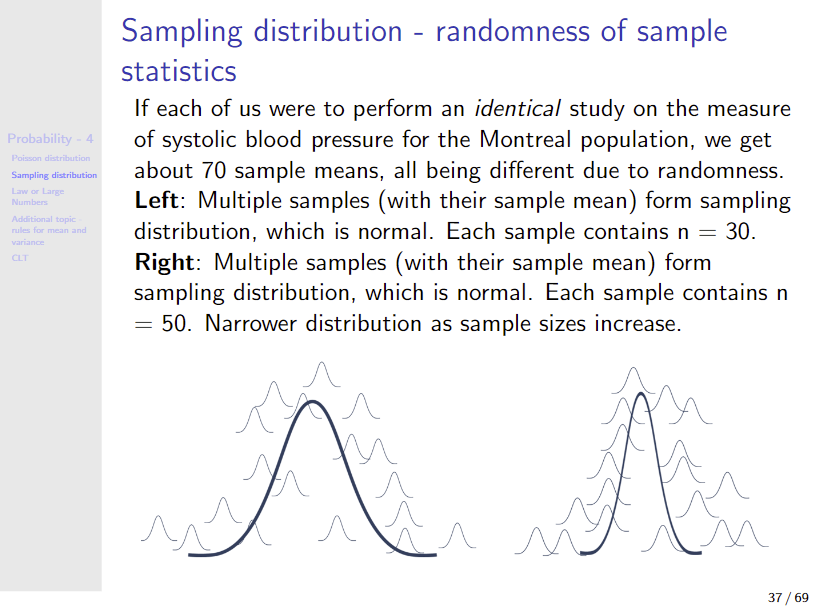 Sampling distribution - randomness of sample
statistics
Probability - 4
Poisson distribution
Sampling distribution
Law or Large
Numbers
Additional topic -
rules for mean and
variance
CLT
If each of us were to perform an identical study on the measure
of systolic blood pressure for the Montreal population, we get
about 70 sample means, all being different due to randomness.
Left: Multiple samples (with their sample mean) form sampling
distribution, which is normal. Each sample contains n = 30.
Right: Multiple samples (with their sample mean) form
sampling distribution, which is normal. Each sample contains n
= 50. Narrower distribution as sample sizes increase.
37 / 69